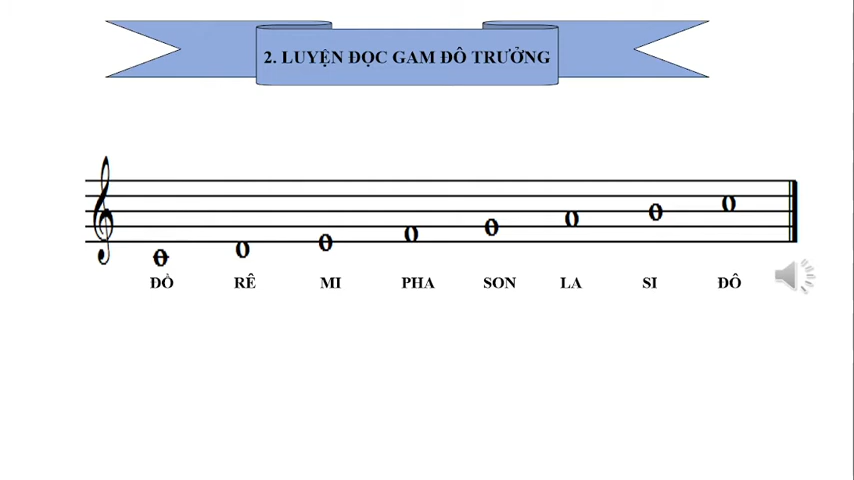 2. LUYỆN ĐỌC GAM ĐÔ TRƯỞNG
ĐỒ RÊ MI PHA SON LA SI ĐÔ